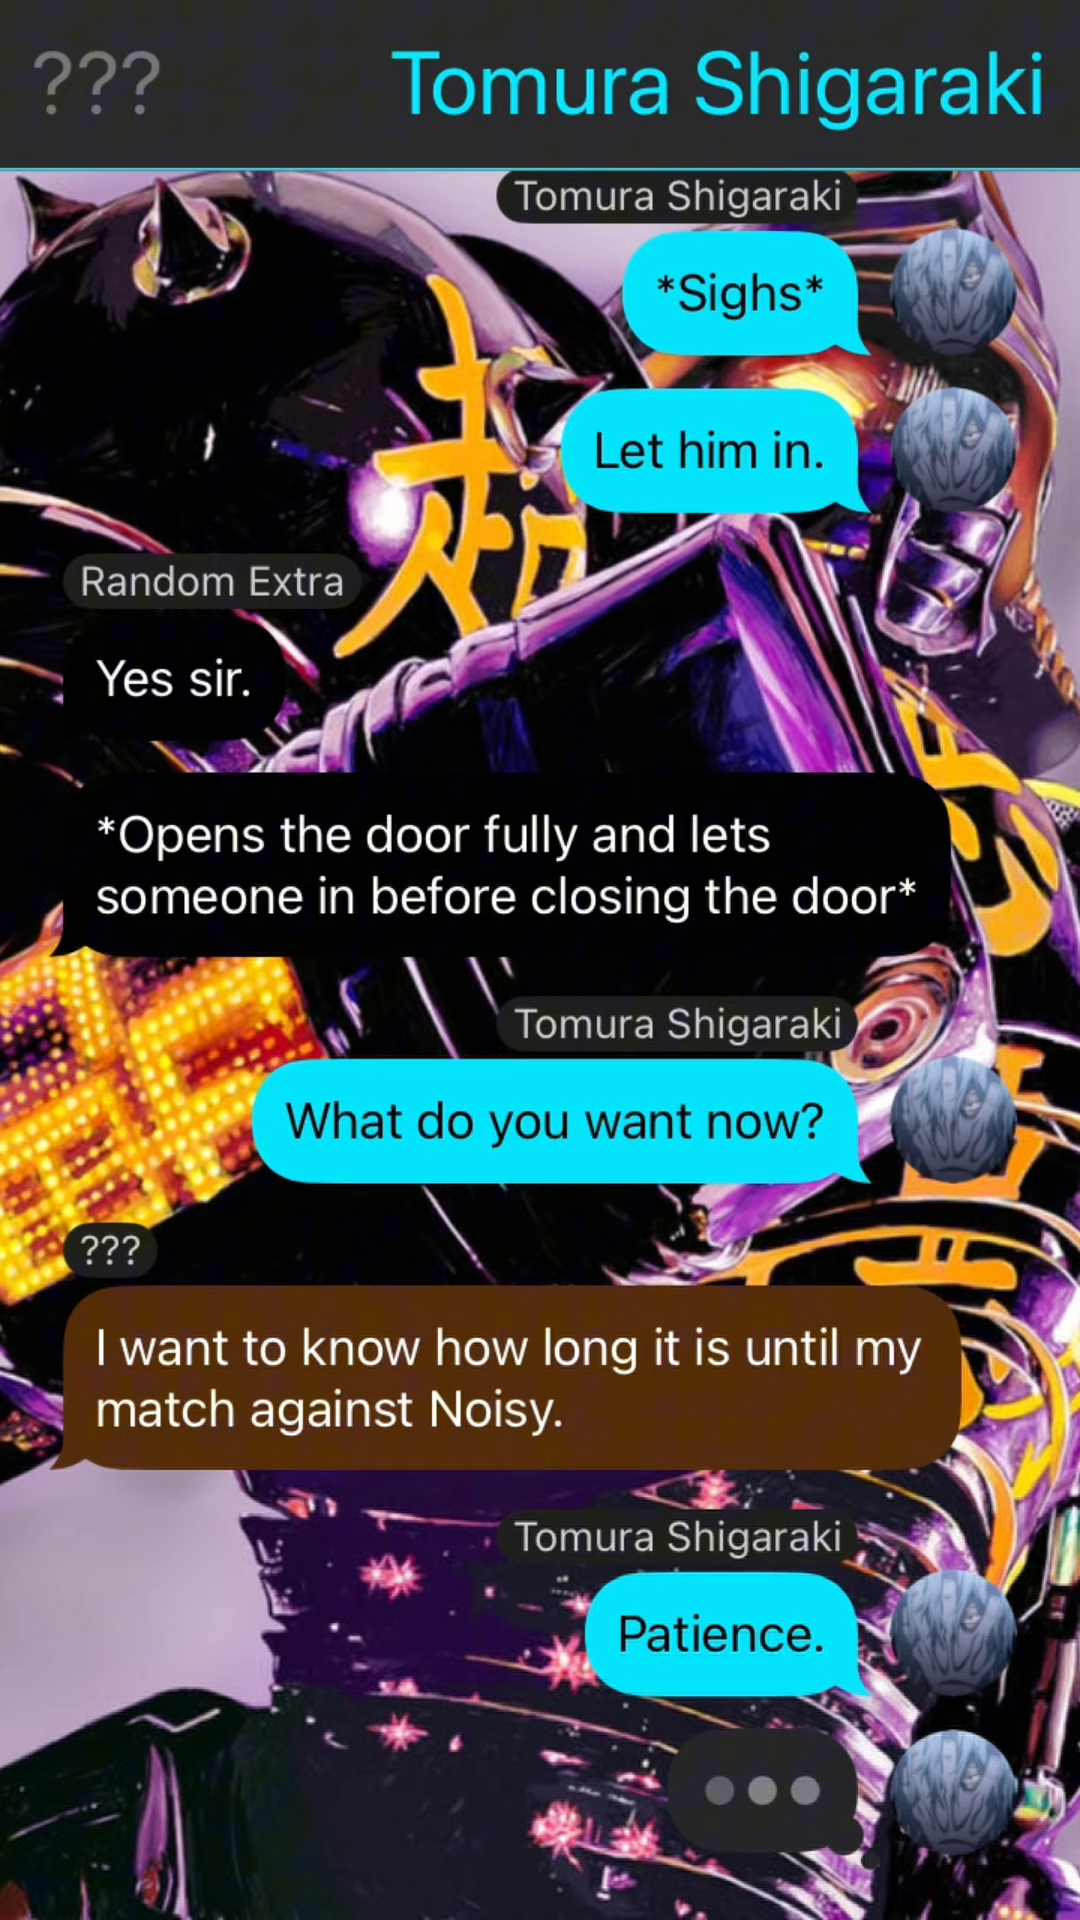 ??? Tomura Shigaraki
Tomura Shigaraki
*Sighs*
Let him in.
Random Extra
Yes sir.
*Opens the door fully and lets
someone in before closing the door*
Tomura Shigaraki
What do you want now?
???
I want to know how long it is until my
match against Noisy.
Tomura Shigaraki
Patience.